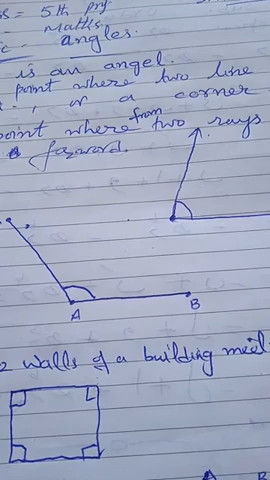 = 5th pry
maths
angles.
is an angel.
point where two line
, or a corner
point where two rays
from
forword.
A
B
2 walls of a building meet
A B